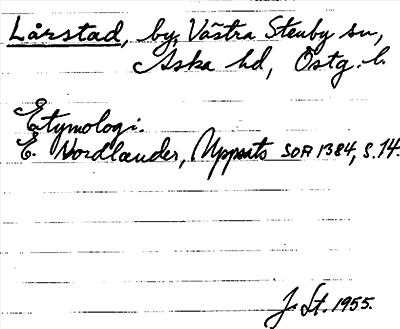 Lårstad, by, Västra Stenby sn,
Aska hd, Östg. l.
Etymologi:
E. Nordlander, Uppsats SOA 1384, s. 14.
J. St. 1955.